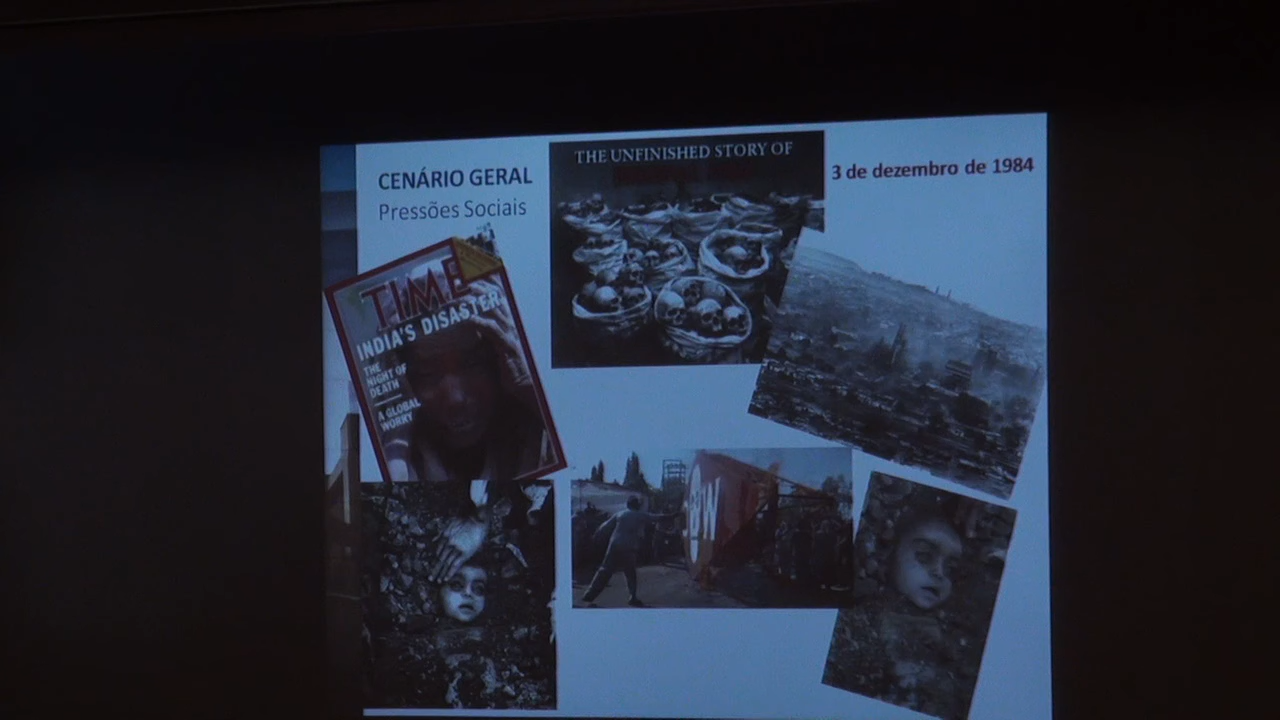 CENÁRIO GERAL
Pressões Sociais
THE UNFINISHED STORY OF
3 de dezembro de 1984
TIME
INDIA'S DISASTER
THE
NIGHT OF
DEATH
A GLOBAL
WORRY